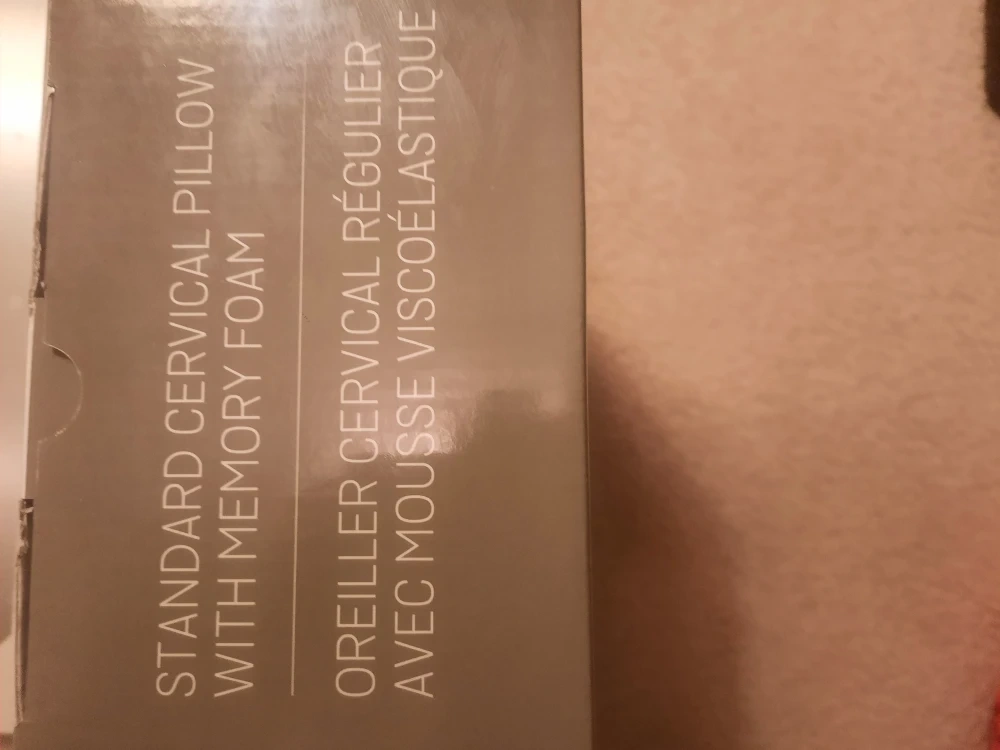 STANDARD CERVICAL PILLOW
WITH MEMORY FOAM
OREILLER CERVICAL RÉGULIER
AVEC MOUSSE VISCOÉLASTIQUE